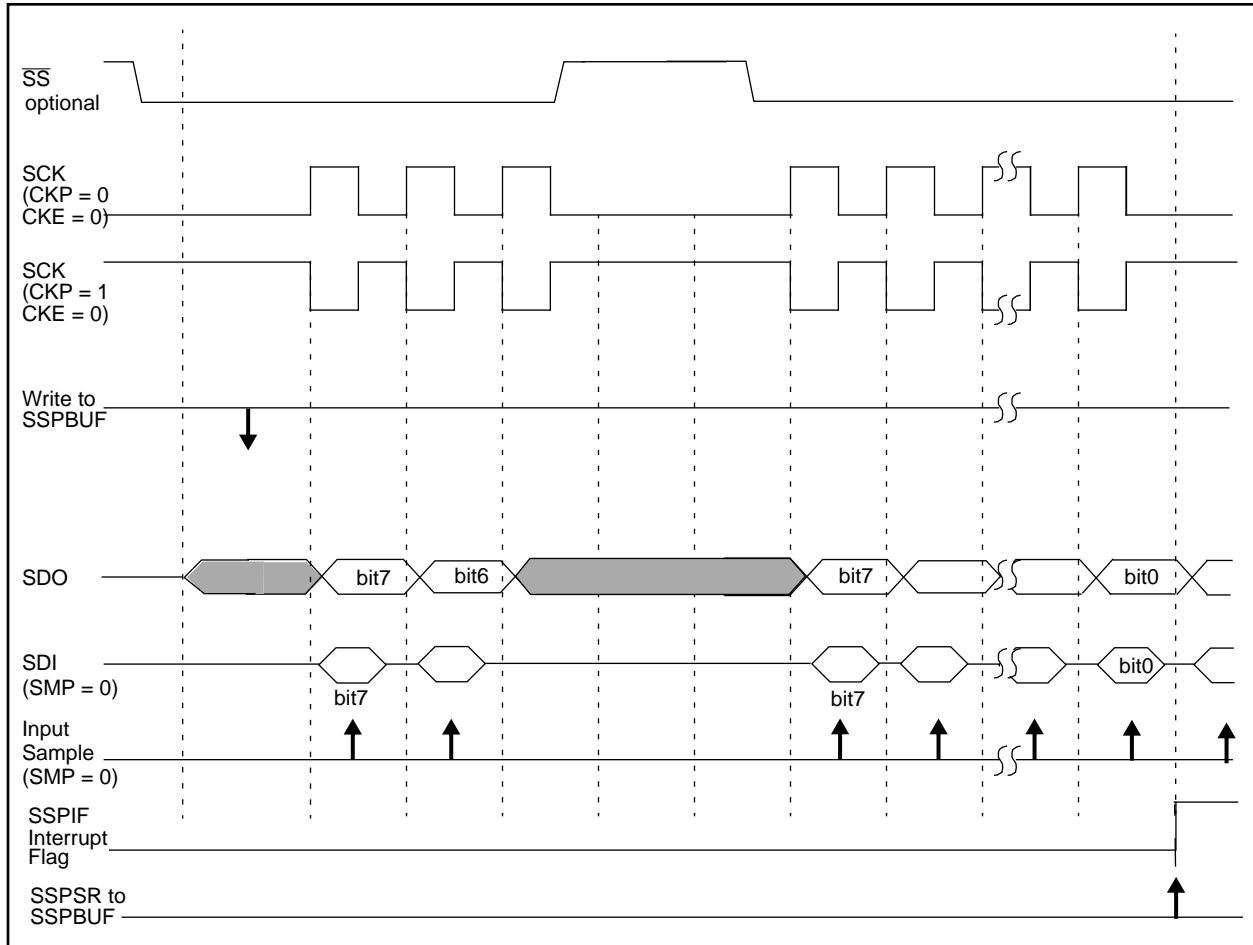 SS
optional
SCK
(CKP = 0
CKE = 0)
SCK
(CKP = 1
CKE = 0)
Write to
SSPBUF
SDO
bit7
bit6
bit7
bit0
SDI
(SMP = 0)
bit7
bit7
bit0
Input
Sample
(SMP = 0)
SSPIF
Interrupt
Flag
SSPSR to
SSPBUF